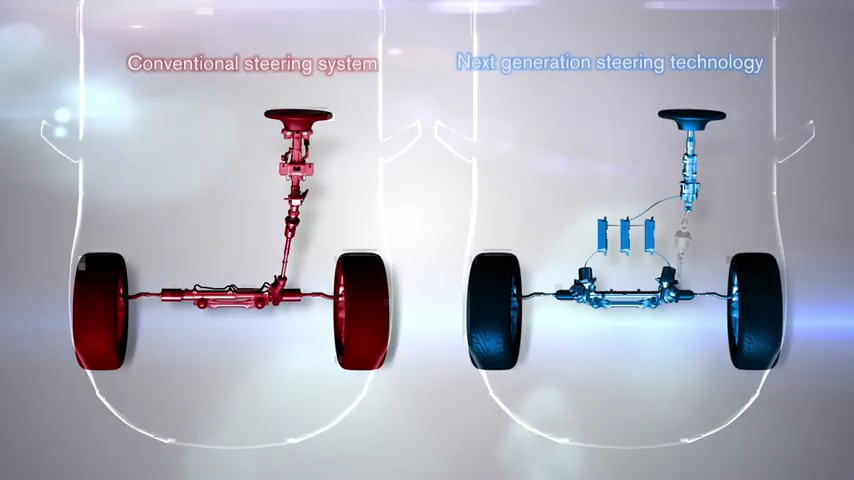 Conventional steering system
Next generation steering technology